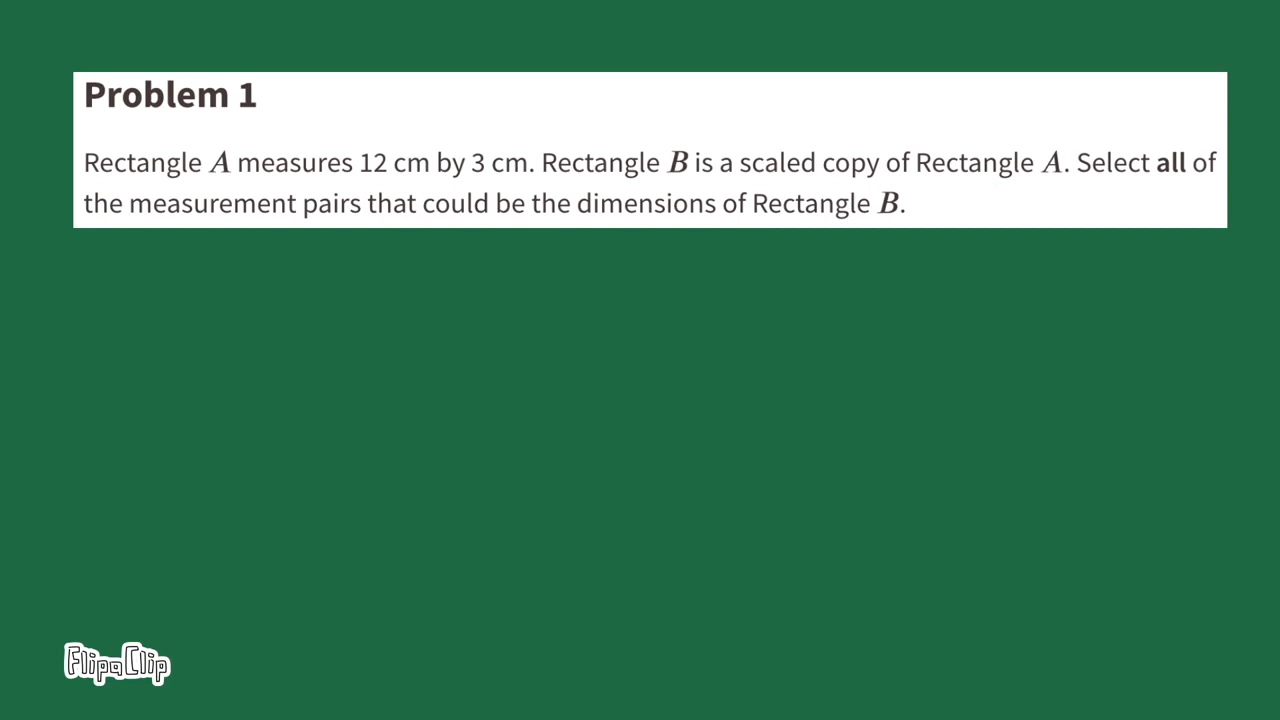 Problem 1
Rectangle A measures 12 cm by 3 cm. Rectangle B is a scaled copy of Rectangle A. Select all of
the measurement pairs that could be the dimensions of Rectangle B.
FlipaClip